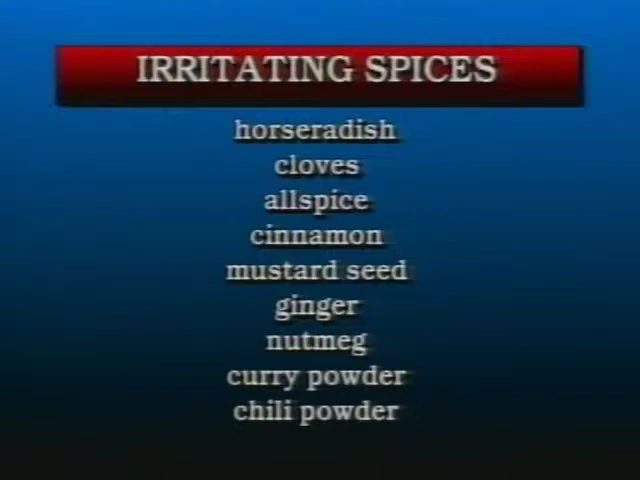 IRRITATING SPICES
horseradish
cloves
allspice
cinnamon
mustard seed
ginger
nutmeg
curry powder
chili powder